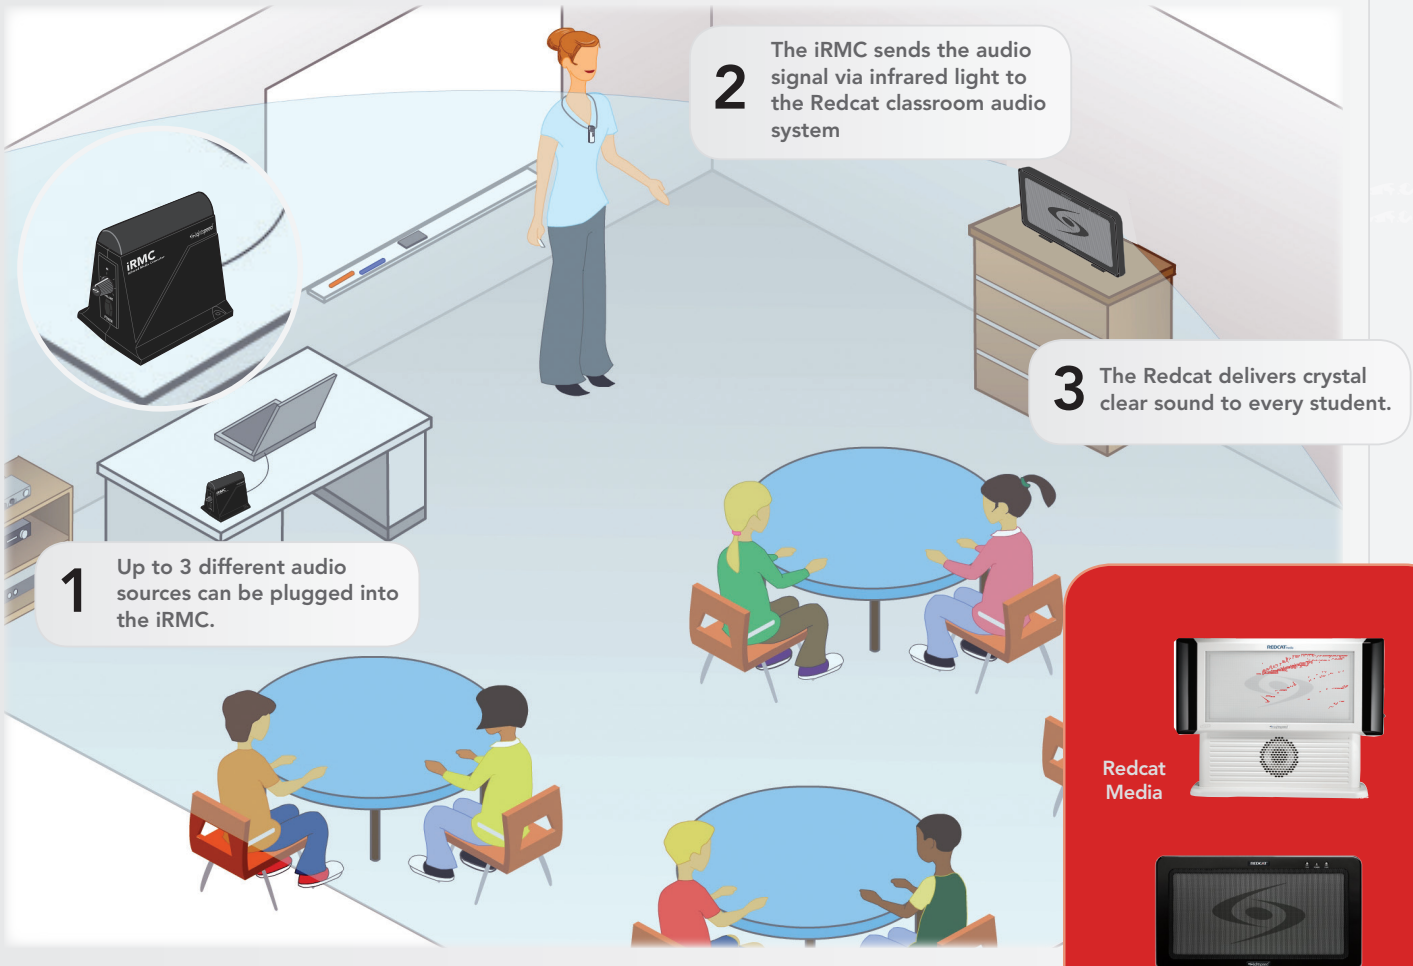 2
The iRMC sends the audio
signal via infrared light to
the Redcat classroom audio
system
iRMC
3
The Redcat delivers crystal
clear sound to every student.
iRMC
1
Up to 3 different audio
sources can be plugged into
the iRMC.
REDCAT
Redcat
Media
REDCAT